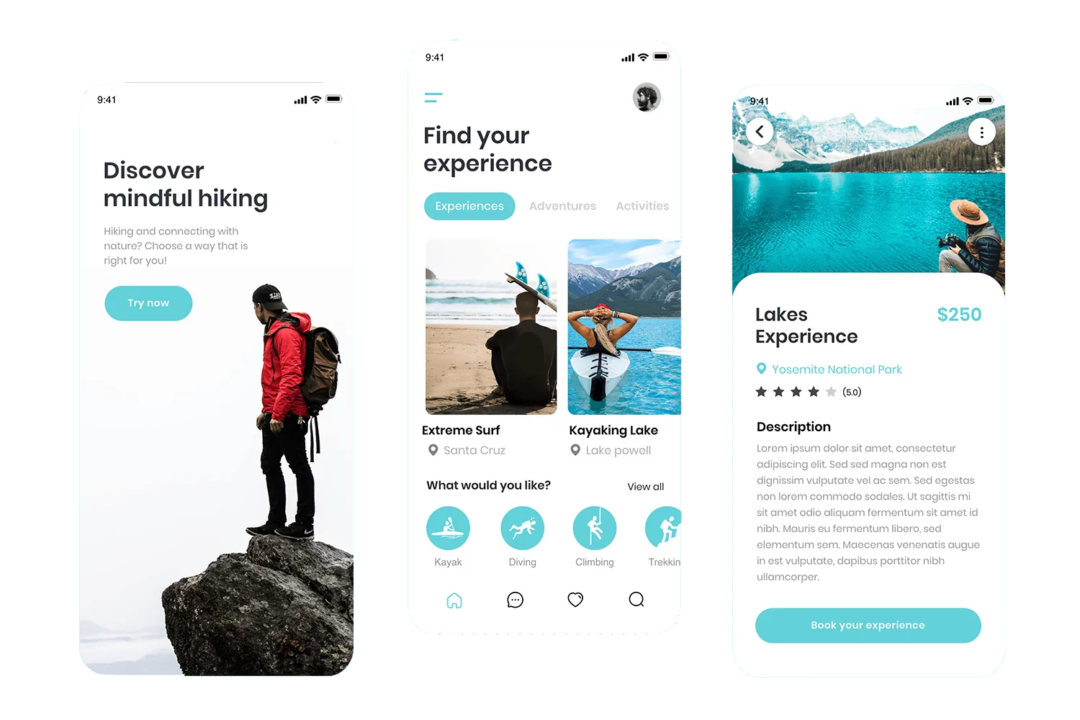 9:41
Discover
mindful hiking
Hiking and connecting with
nature? Choose a way that is
right for you!
Try now
9:41
Find your
experience
Experiences Adventures Activities
Extreme Surf Kayaking Lake
Santa Cruz Lake powell
What would you like? View all
Kayak Diving Climbing Trekkin
9:41
Lakes $250
Experience
Yosemite National Park
(5.0)
Description
Lorem ipsum dolor sit amet, consectetur
adipiscing elit. Sed sed magna non est
dignissim vulputate vel ac sem. Sed egestas
non lorem commodo sodales. Ut sagittis mi
sit amet odio aliquam fermentum sit amet id
nibh. Mauris eu fermentum libero, sed
elementum sem. Maecenas venenatis augue
in est vulputate, dapibus porttitor nibh
ullamcorper.
Book your experience